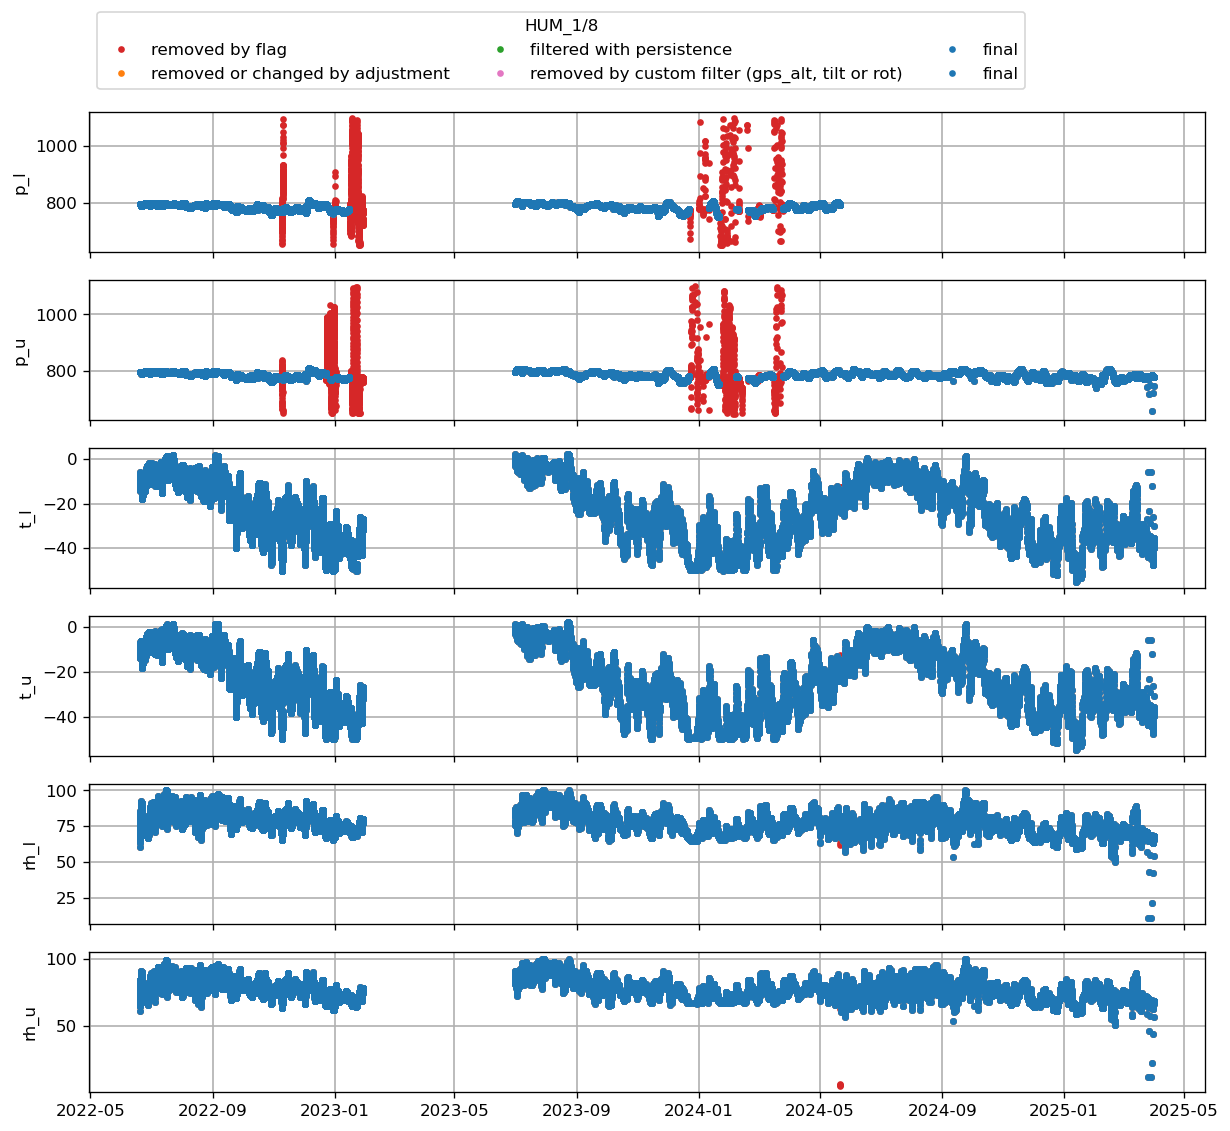 HUM_1/8
removed by flag
removed or changed by adjustment
filtered with persistence
removed by custom filter (gps_alt, tilt or rot)
final
final
1000
800
p_l
1000
800
p_u
0
−20
−40
t_l
0
−20
−40
t_u
100
75
50
25
rh_l
100
50
rh_u
2022-05 2022-09 2023-01 2023-05 2023-09 2024-01 2024-05 2024-09 2025-01 2025-05